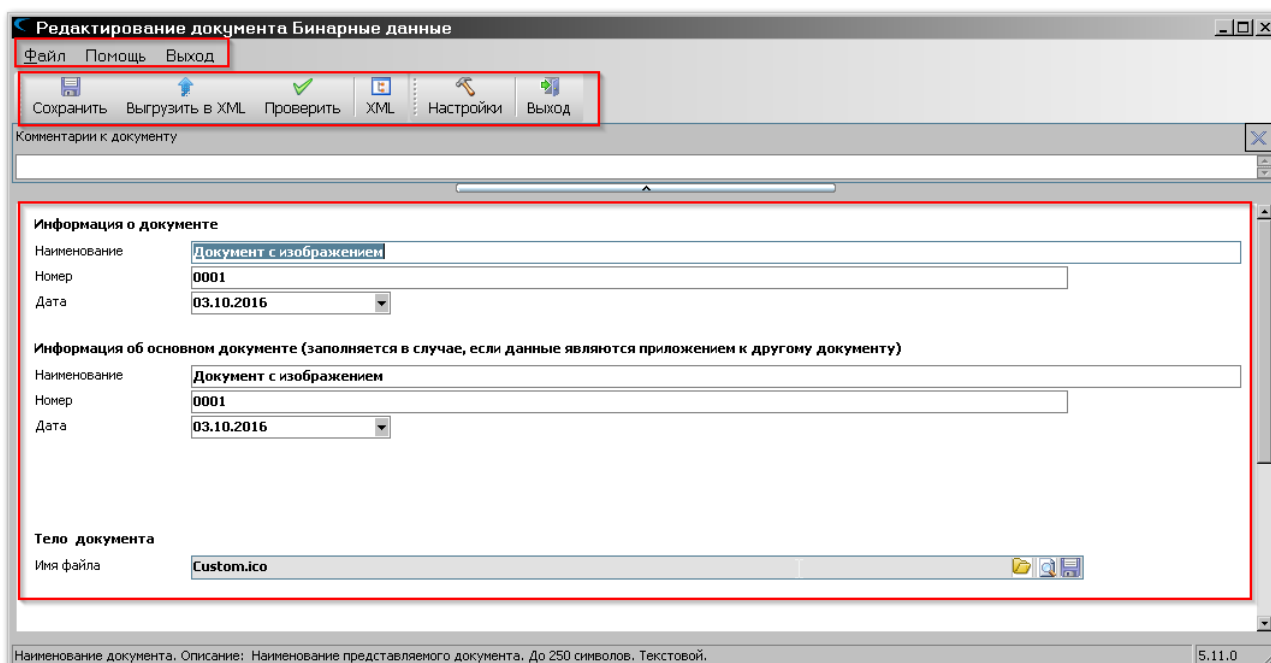 Редактирование документа Бинарные данные
Файл Помощь Выход
Сохранить Выгрузить в XML Проверить XML Настройки Выход
Комментарии к документу
Информация о документе
Наименование Документ с изображением
Номер 0001
Дата 03.10.2016
Информация об основном документе (заполняется в случае, если данные являются приложением к другому документу)
Наименование Документ с изображением
Номер 0001
Дата 03.10.2016
Тело документа
Имя файла Custom.ico
Наименование документа. Описание: Наименование представляемого документа. До 250 символов. Текстовой. 5.11.0